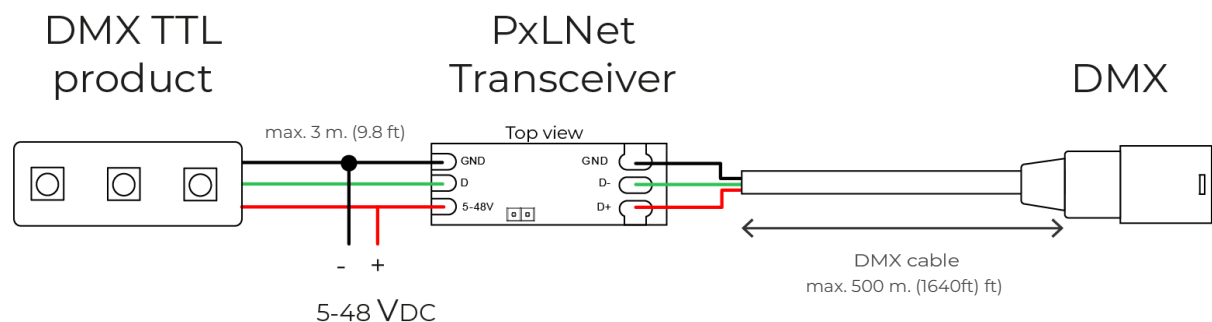 DMX TTL
product
PxLNet
Transceiver
DMX
max. 3 m. (9.8 ft)
Top view
GND
D
5-48V
GND
D-
D+
- +
5-48 VDC
DMX cable
max. 500 m. (1640ft) ft)